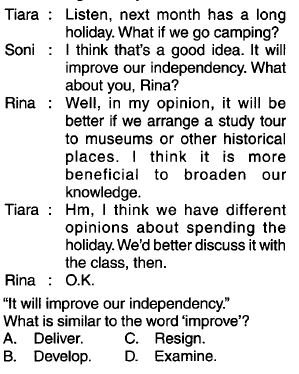 Tiara : Listen, next month has a long
holiday. What if we go camping?
Soni : I think that's a good idea. It will
improve our independency. What
about you, Rina?
Rina : Well, in my opinion, it will be
better if we arrange a study tour
to museums or other historical
places. I think it is more
beneficial to broaden our
knowledge.
Tiara : Hm, I think we have different
opinions about spending the
holiday. We'd better discuss it with
the class, then.
Rina : O.K.
“It will improve our independency.”
What is similar to the word ‘improve’?
A. Deliver. C. Resign.
B. Develop. D. Examine.